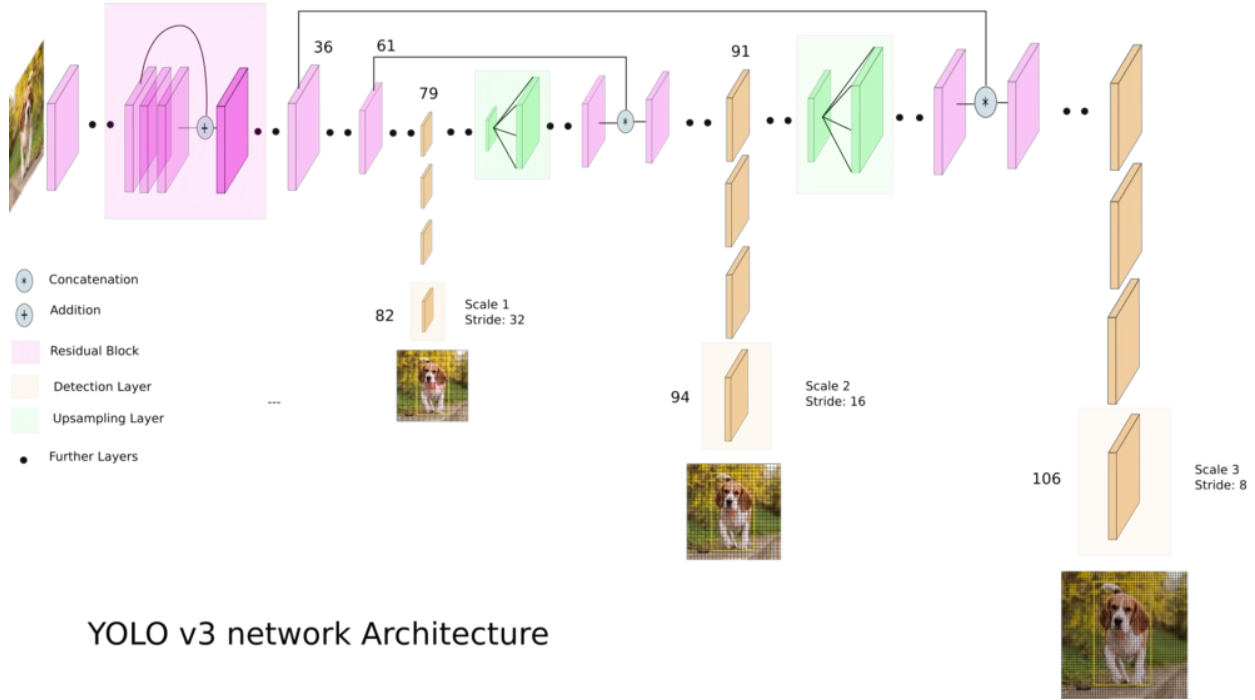 36
61
79
91
*
*
+
* Concatenation
+ Addition
Residual Block
Detection Layer
Upsampling Layer
Further Layers
---
82
Scale 1
Stride: 32
94
Scale 2
Stride: 16
106
Scale 3
Stride: 8
YOLO v3 network Architecture